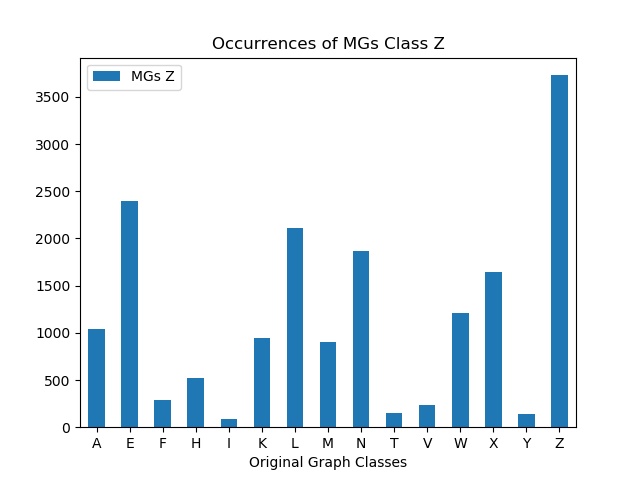 Occurrences of MGs Class Z
MGs Z
3500
3000
2500
2000
1500
1000
500
0
A E F H I K L M N T V W X Y Z
Original Graph Classes